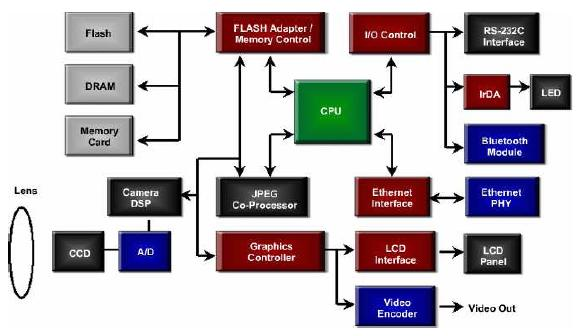 Flash
FLASH Adapter /
Memory Control
I/O Control
RS-232C
Interface
DRAM
CPU
IrDA
LED
Memory
Card
Bluetooth
Module
Lens
Camera
DSP
JPEG
Co-Processor
Ethernet
Interface
Ethernet
PHY
CCD
A/D
Graphics
Controller
LCD
Interface
LCD
Panel
Video
Encoder
Video Out